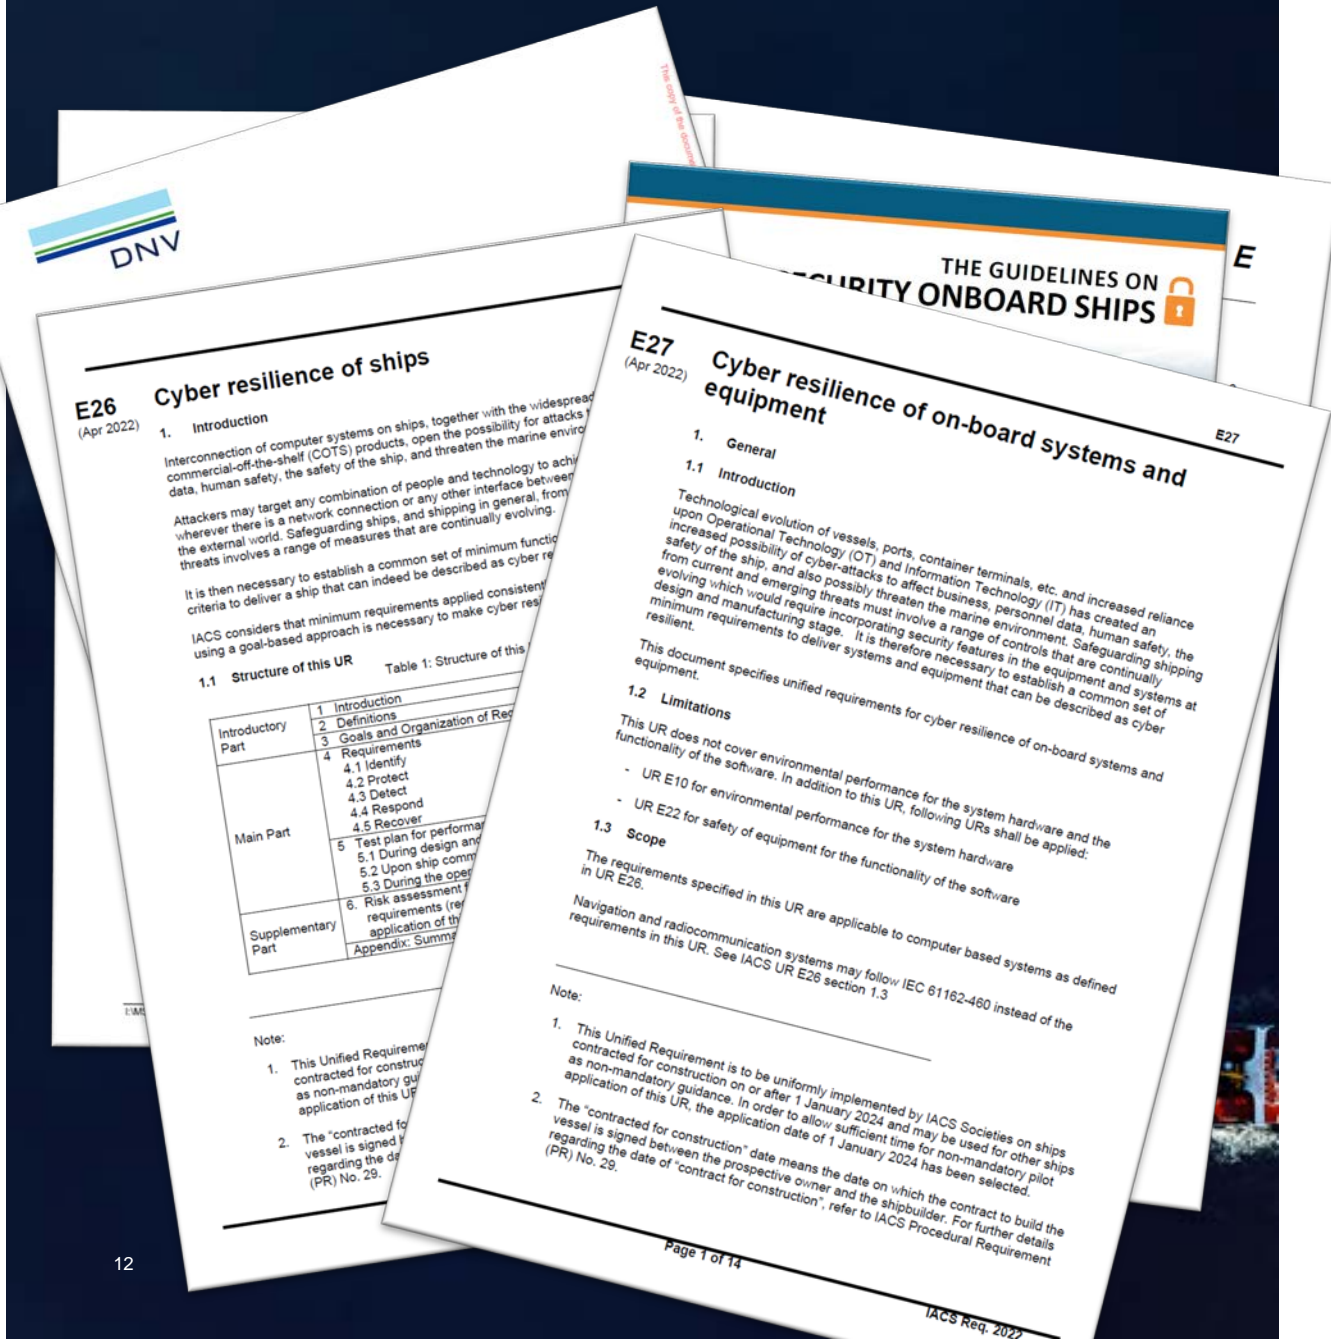 This copy of the docume
DNV
E
THE GUIDELINES ON
SECURITY ONBOARD SHIPS
E26
(Apr 2022)
Cyber resilience of ships
1. Introduction
Interconnection of computer systems on ships, together with the widespread
commercial-off-the-shelf (COTS) products, open the possibility for attacks
data, human safety, the safety of the ship, and threaten the marine enviro
Attackers may target any combination of people and technology to achi
wherever there is a network connection or any other interface between
the external world. Safeguarding ships, and shipping in general, from
threats involves a range of measures that are continually evolving.
It is then necessary to establish a common set of minimum functio
criteria to deliver a ship that can indeed be described as cyber re
IACS considers that minimum requirements applied consistent
using a goal-based approach is necessary to make cyber res
1.1 Structure of this UR
Table 1: Structure of this
Introductory Part
1 Introduction
2 Definitions
3 Goals and Organization of Req
Main Part
4 Requirements
4.1 Identify
4.2 Protect
4.3 Detect
4.4 Respond
4.5 Recover
5 Test plan for performa
5.1 During design and
5.2 Upon ship comm
5.3 During the oper
Supplementary Part
6. Risk assessment f
requirements (re
application of th
Appendix: Summa
Note:
1. This Unified Requireme
contracted for construc
as non-mandatory gu
application of this UR
2. The "contracted fo
vessel is signed
regarding the da
(PR) No. 29.
E27
(Apr 2022)
Cyber resilience of on-board systems and
equipment
E27
1. General
1.1 Introduction
Technological evolution of vessels, ports, container terminals, etc. and increased reliance
upon Operational Technology (OT) and Information Technology (IT) has created an
increased possibility of cyber-attacks to affect business, personnel data, human safety, the
safety of the ship, and also possibly threaten the marine environment. Safeguarding shipping
from current and emerging threats must involve a range of controls that are continually
evolving which would require incorporating security features in the equipment and systems at
design and manufacturing stage. It is therefore necessary to establish a common set of
minimum requirements to deliver systems and equipment that can be described as cyber
resilient.
This document specifies unified requirements for cyber resilience of on-board systems and
equipment.
1.2 Limitations
This UR does not cover environmental performance for the system hardware and the
functionality of the software. In addition to this UR, following URs shall be applied:
- UR E10 for environmental performance for the system hardware
- UR E22 for safety of equipment for the functionality of the software
1.3 Scope
The requirements specified in this UR are applicable to computer based systems as defined
in UR E26.
Navigation and radiocommunication systems may follow IEC 61162-460 instead of the
requirements in this UR. See IACS UR E26 section 1.3
Note:
1. This Unified Requirement is to be uniformly implemented by IACS Societies on ships
contracted for construction on or after 1 January 2024 and may be used for other ships
as non-mandatory guidance. In order to allow sufficient time for non-mandatory pilot
application of this UR, the application date of 1 January 2024 has been selected.
2. The "contracted for construction" date means the date on which the contract to build the
vessel is signed between the prospective owner and the shipbuilder. For further details
regarding the date of "contract for construction", refer to IACS Procedural Requirement
(PR) No. 29.
Page 1 of 14
IACS Req. 2022
12